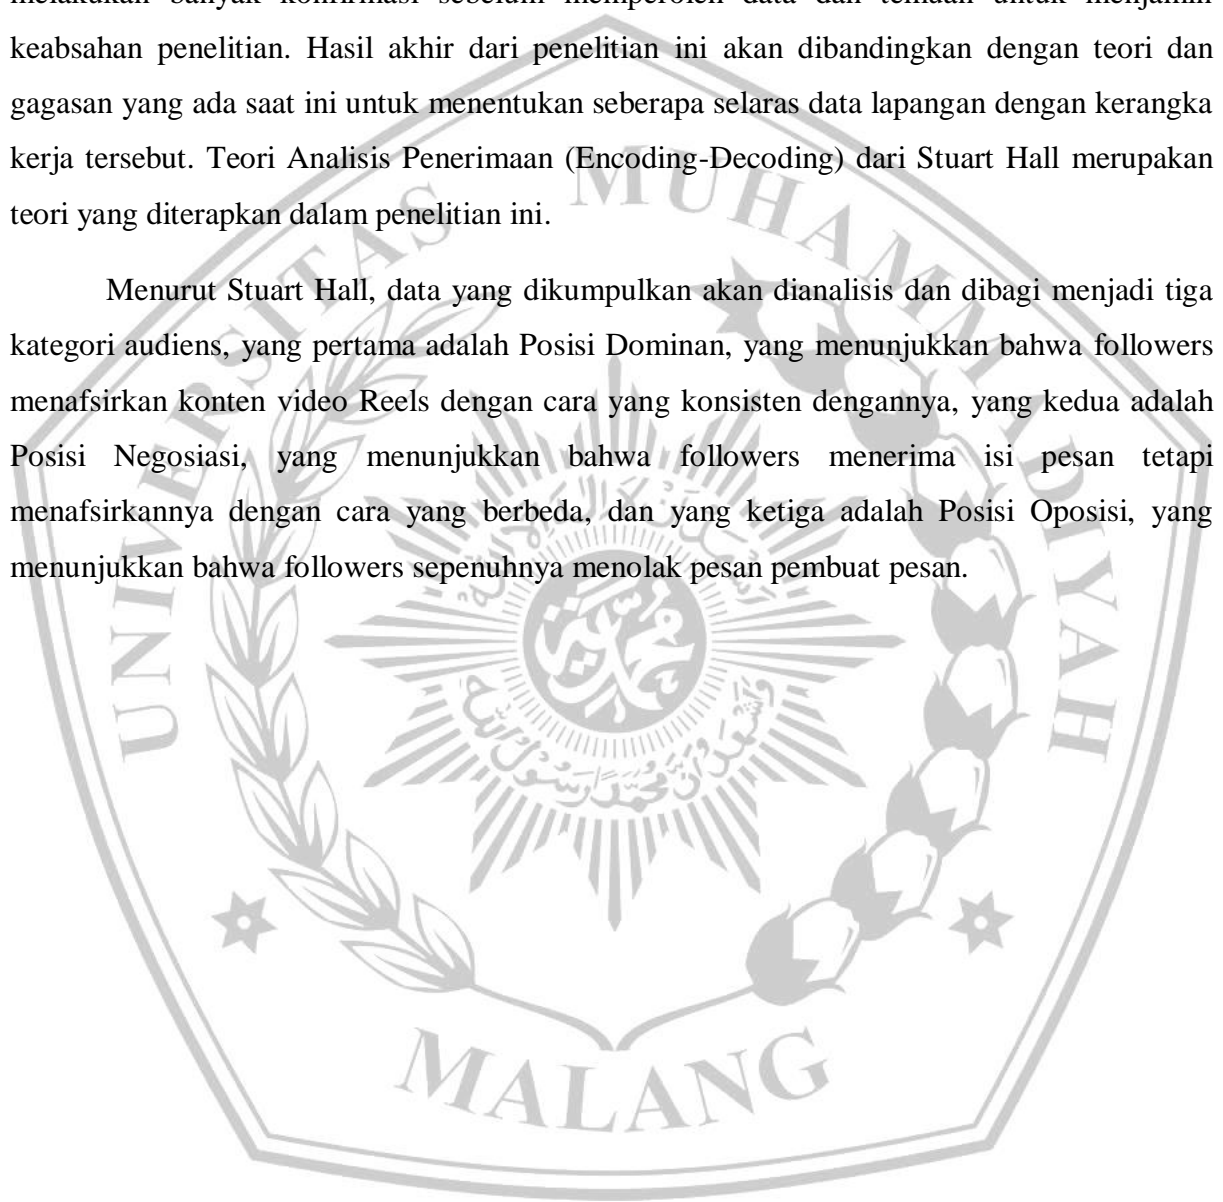 melakukan banyak konfirmasi sebelum memperoleh data dan temuan untuk menjamin
keabsahan penelitian. Hasil akhir dari penelitian ini akan dibandingkan dengan teori dan
gagasan yang ada saat ini untuk menentukan seberapa selaras data lapangan dengan kerangka
kerja tersebut. Teori Analisis Penerimaan (Encoding-Decoding) dari Stuart Hall merupakan
teori yang diterapkan dalam penelitian ini.
Menurut Stuart Hall, data yang dikumpulkan akan dianalisis dan dibagi menjadi tiga
kategori audiens, yang pertama adalah Posisi Dominan, yang menunjukkan bahwa followers
menafsirkan konten video Reels dengan cara yang konsisten dengannya, yang kedua adalah
Posisi Negosiasi, yang menunjukkan bahwa followers menerima isi pesan tetapi
menafsirkannya dengan cara yang berbeda, dan yang ketiga adalah Posisi Oposisi, yang
menunjukkan bahwa followers sepenuhnya menolak pesan pembuat pesan.
UNIVERSITAS MUHAMMADIYAH
MALANG